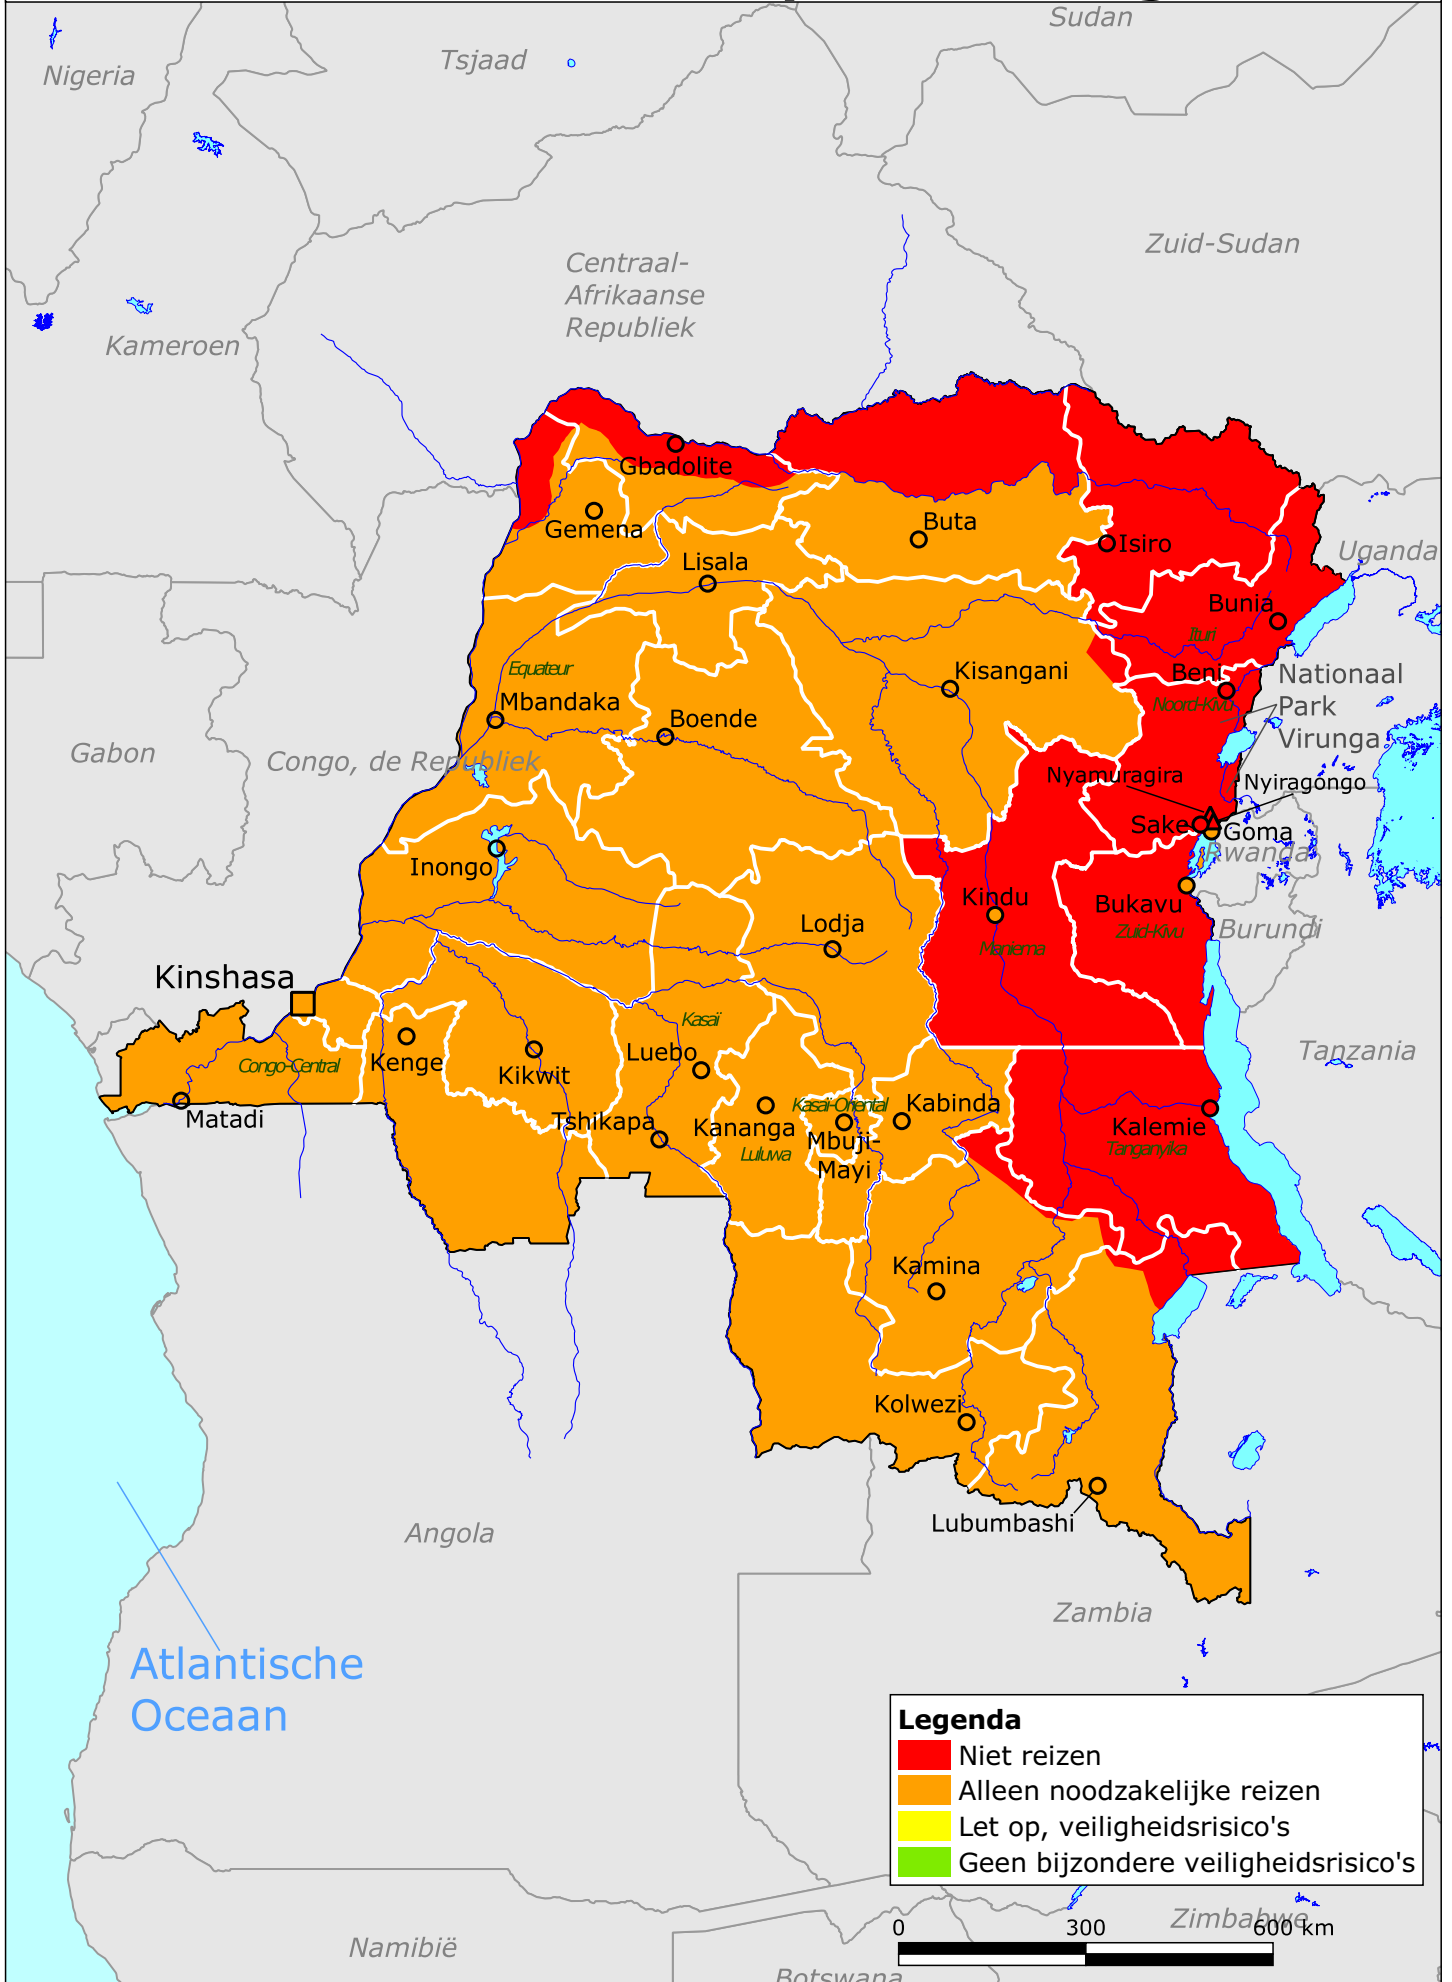 Sudan
Tsjaad
Nigeria
Zuid-Sudan
Centraal-
Afrikaanse
Republiek
Kameroen
Gbadolite
Gemena
Buta
Isiro
Uganda
Lisala
Bunia
Ituri
Equateur
Kisangani
Beni
Nationaal
Park
Virunga
Noord-Kivu
Mbandaka
Boende
Gabon
Congo, de Republiek
Nyamuragira
Nyiragongo
Sake
Goma
Rwanda
Inongo
Kindu
Bukavu
Lodja
Zuid-Kivu
Burundi
Maniema
Kinshasa
Kasaï
Tanzania
Congo-Central
Kenge
Luebo
Kikwit
Matadi
Tshikapa
Kananga
Kasaï-Oriental
Kabinda
Mbuji-
Mayi
Luluwa
Kalemie
Tanganyika
Kamina
Kolwezi
Lubumbashi
Angola
Zambia
Atlantische
Oceaan
Legenda
Niet reizen
Alleen noodzakelijke reizen
Let op, veiligheidsrisico's
Geen bijzondere veiligheidsrisico's
Zimbabwe
0 300 600 km
Namibië
Botswana